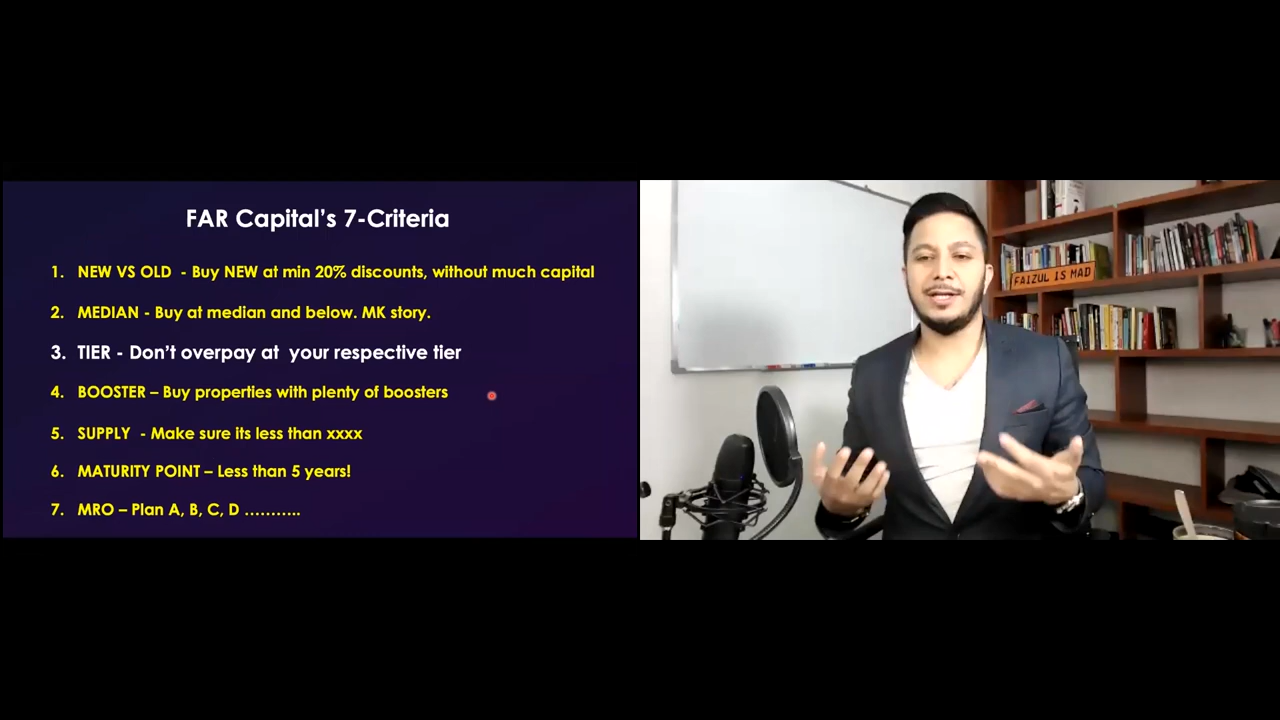 FAR Capital's 7-Criteria
1. NEW VS OLD - Buy NEW at min 20% discounts, without much capital
2. MEDIAN - Buy at median and below. MK story.
3. TIER - Don't overpay at your respective tier
4. BOOSTER – Buy properties with plenty of boosters
5. SUPPLY - Make sure its less than xxxx
6. MATURITY POINT – Less than 5 years!
7. MRO – Plan A, B, C, D ………..
FAIZUL IS MAD